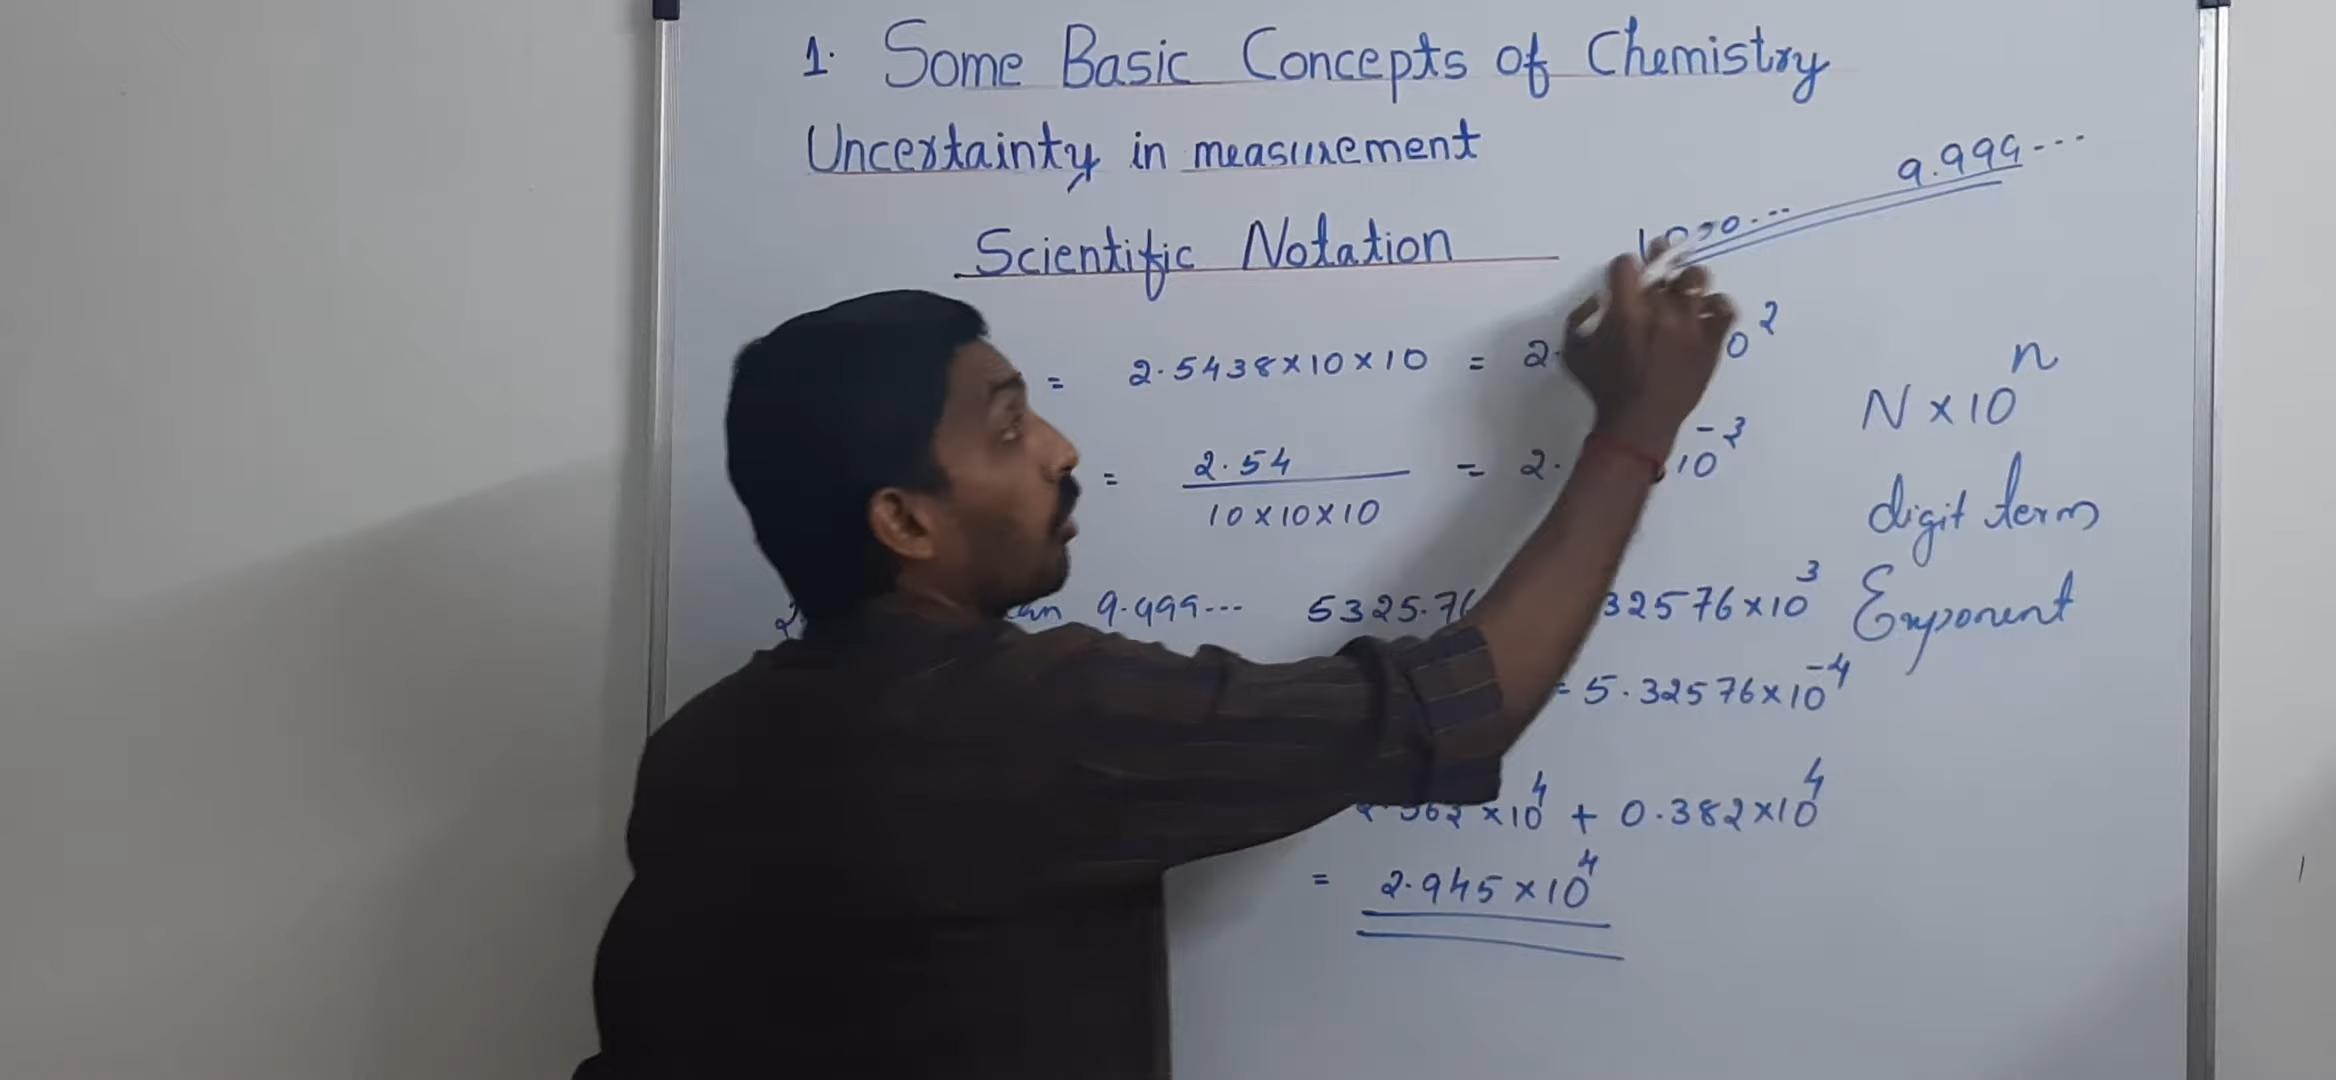 1. Some Basic Concepts of Chemistry
Uncertainty in measurement
9.999---
Scientific Notation
= 2.5438×10×10 = 2. 0²
N×10ⁿ
= 2.54 = 2. 10⁻³
10×10×10
digit term
9.999--- 5325.76 32576×10³
Exponent
= 5.32576×10⁻⁴
×10⁴ + 0.382×10⁴
= 2.945×10⁴